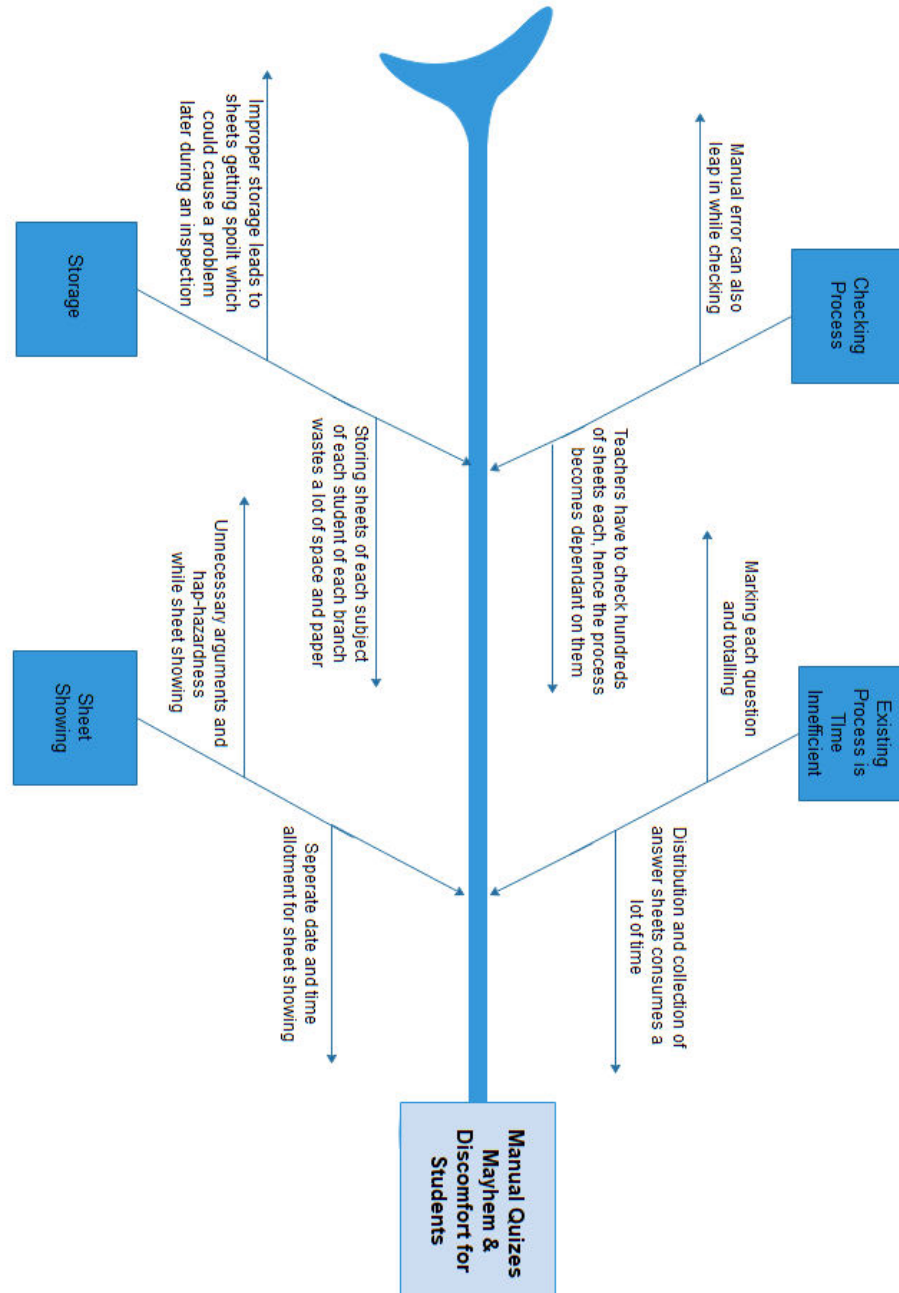 Checking
Process
Existing
Process is
TIme
Innefficient
Manual error can also
leap in while checking
Teachers have to check hundreds
of sheets each, hence the process
becomes dependant on them
Marking each question
and totalling
Distribution and collection of
answer sheets consumes a
lot of time
Manual Quizes
Mayhem &
Discomfort for
Students
Improper storage leads to
sheets getting spoilt which
could cause a problem
later during an inspection
Storing sheets of each subject
of each student of each branch
wastes a lot of space and paper
Unnecessary arguments and
hap-hazardness
while sheet showing
Seperate date and time
allotment for sheet showing
Storage
Sheet
Showing